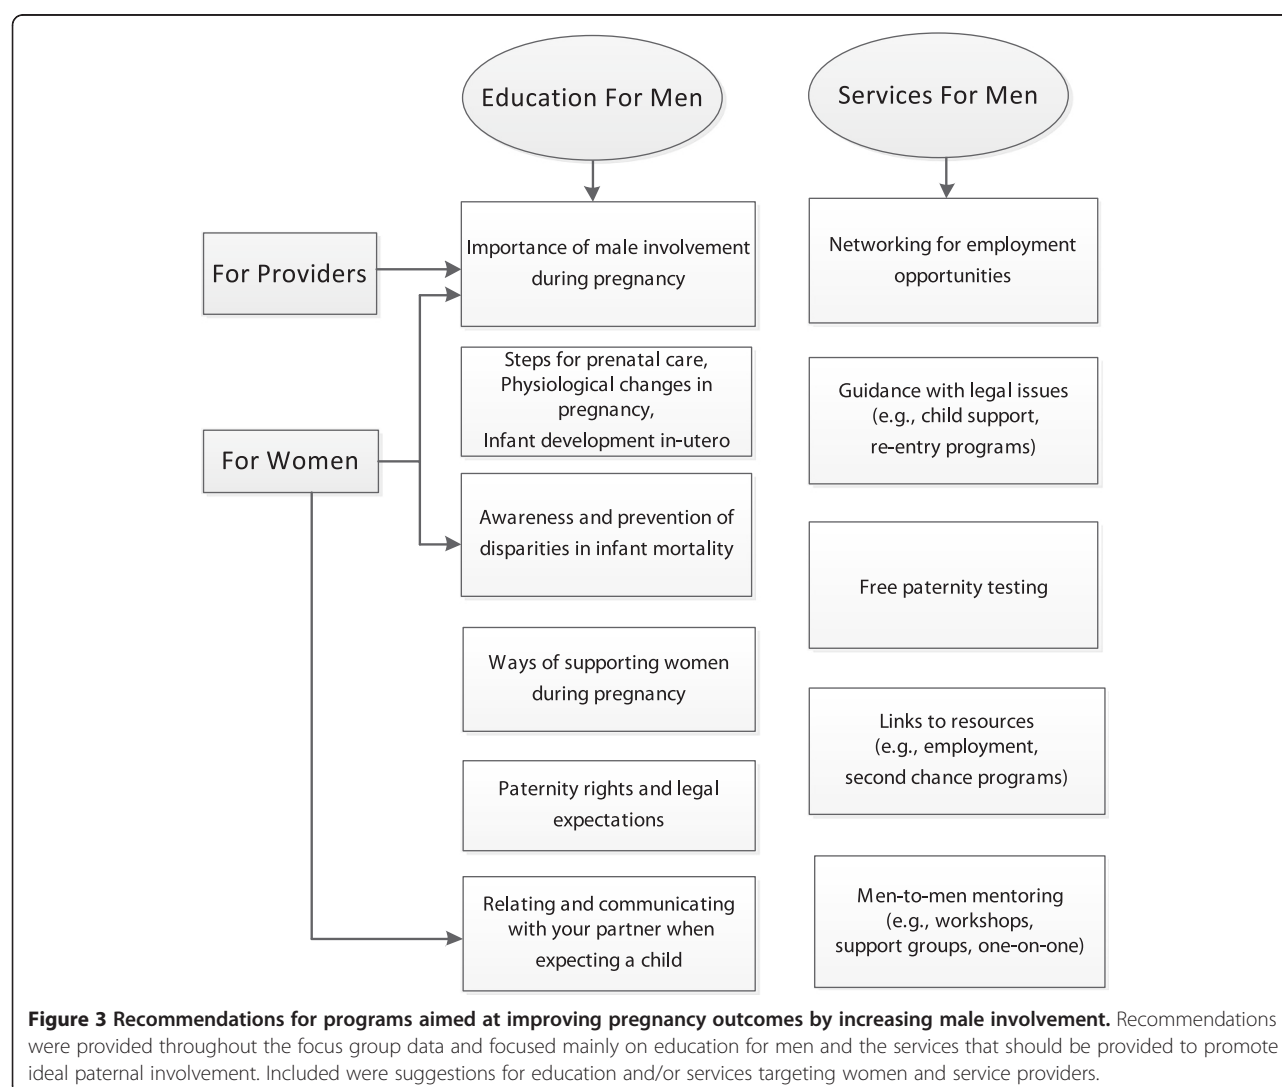 Education For Men
Services For Men
For Providers
For Women
Importance of male involvement
during pregnancy
Steps for prenatal care,
Physiological changes in
pregnancy,
Infant development in-utero
Awareness and prevention of
disparities in infant mortality
Ways of supporting women
during pregnancy
Paternity rights and legal
expectations
Relating and communicating
with your partner when
expecting a child
Networking for employment
opportunities
Guidance with legal issues
(e.g., child support,
re-entry programs)
Free paternity testing
Links to resources
(e.g., employment,
second chance programs)
Men-to-men mentoring
(e.g., workshops,
support groups, one-on-one)
Figure 3 Recommendations for programs aimed at improving pregnancy outcomes by increasing male involvement. Recommendations
were provided throughout the focus group data and focused mainly on education for men and the services that should be provided to promote
ideal paternal involvement. Included were suggestions for education and/or services targeting women and service providers.